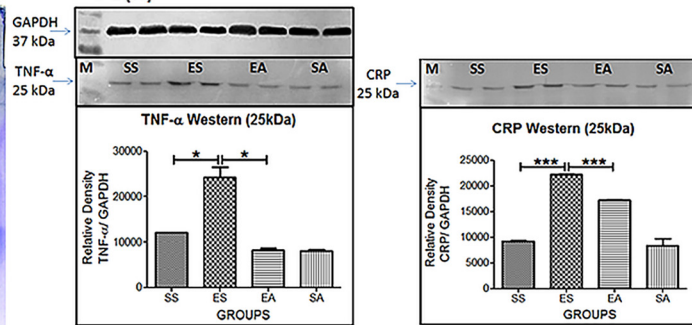 GAPDH
37 kDa
TNF-α
25 kDa
M SS ES EA SA
TNF-α Western (25kDa)
Relative Density
TNF-α/ GAPDH
30000
20000
10000
0
* *
SS ES EA SA
GROUPS
CRP
25 kDa
M SS ES EA SA
CRP Western (25kDa)
Relative Density
CRP/ GAPDH
25000
20000
15000
10000
5000
0
*** ***
SS ES EA SA
GROUPS